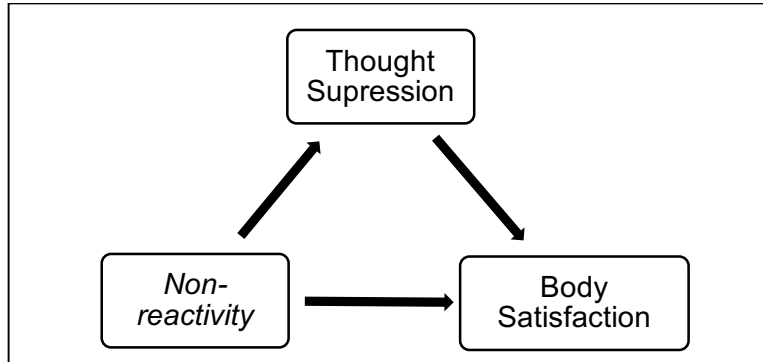 Thought
Supression
Non-
reactivity
Body
Satisfaction